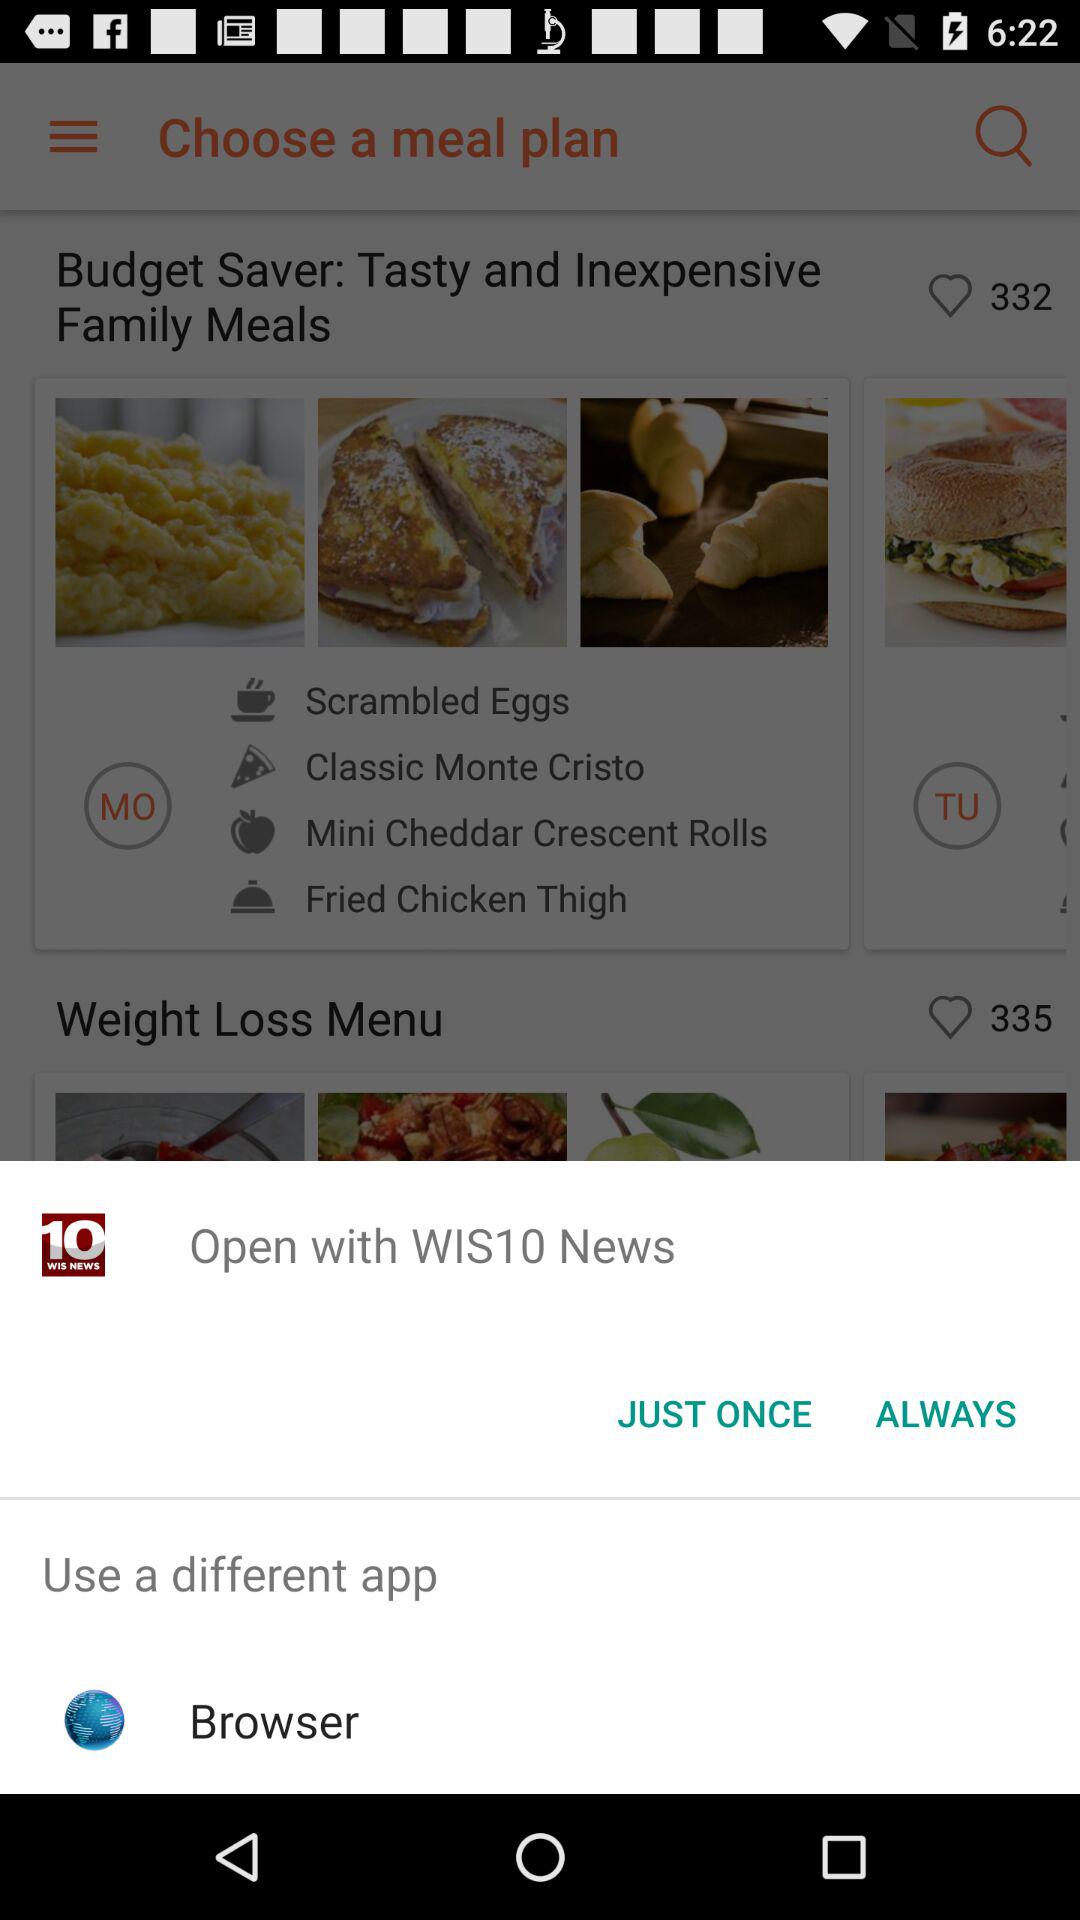 6:22
Choose a meal plan
Budget Saver: Tasty and Inexpensive
Family Meals
332
Scrambled Eggs
Classic Monte Cristo
MO
TU
Mini Cheddar Crescent Rolls
Fried Chicken Thigh
Weight Loss Menu
335
10
WIS NEWS
Open with WIS10 News
JUST ONCE
ALWAYS
Use a different app
Browser